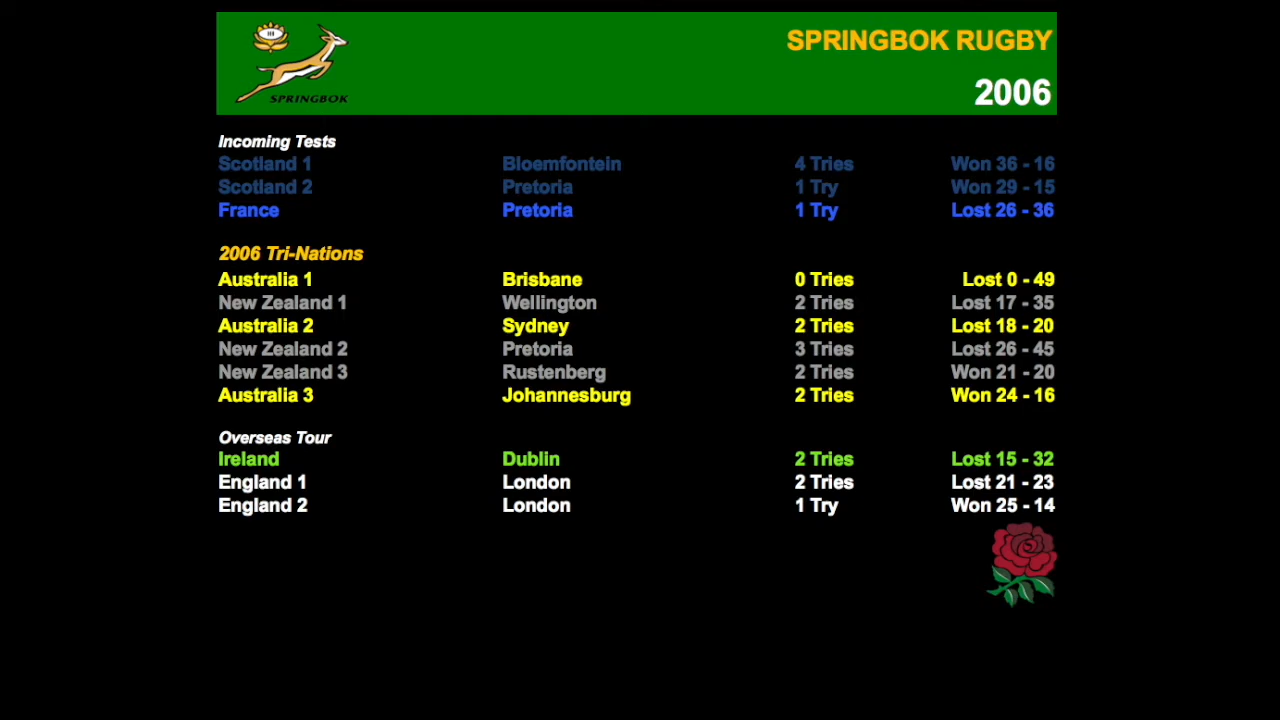 SPRINGBOK RUGBY
2006
SPRINGBOK
Incoming Tests
Scotland 1 Bloemfontein 4 Tries Won 36 - 16
Scotland 2 Pretoria 1 Try Won 29 - 15
France Pretoria 1 Try Lost 26 - 36
2006 Tri-Nations
Australia 1 Brisbane 0 Tries Lost 0 - 49
New Zealand 1 Wellington 2 Tries Lost 17 - 35
Australia 2 Sydney 2 Tries Lost 18 - 20
New Zealand 2 Pretoria 3 Tries Lost 26 - 45
New Zealand 3 Rustenberg 2 Tries Won 21 - 20
Australia 3 Johannesburg 2 Tries Won 24 - 16
Overseas Tour
Ireland Dublin 2 Tries Lost 15 - 32
England 1 London 2 Tries Lost 21 - 23
England 2 London 1 Try Won 25 - 14